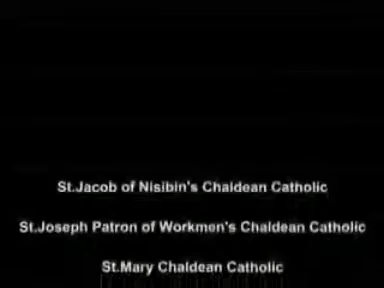 St.Jacob of Nisibin's Chaldean Catholic
St.Joseph Patron of Workmen's Chaldean Catholic
St.Mary Chaldean Catholic